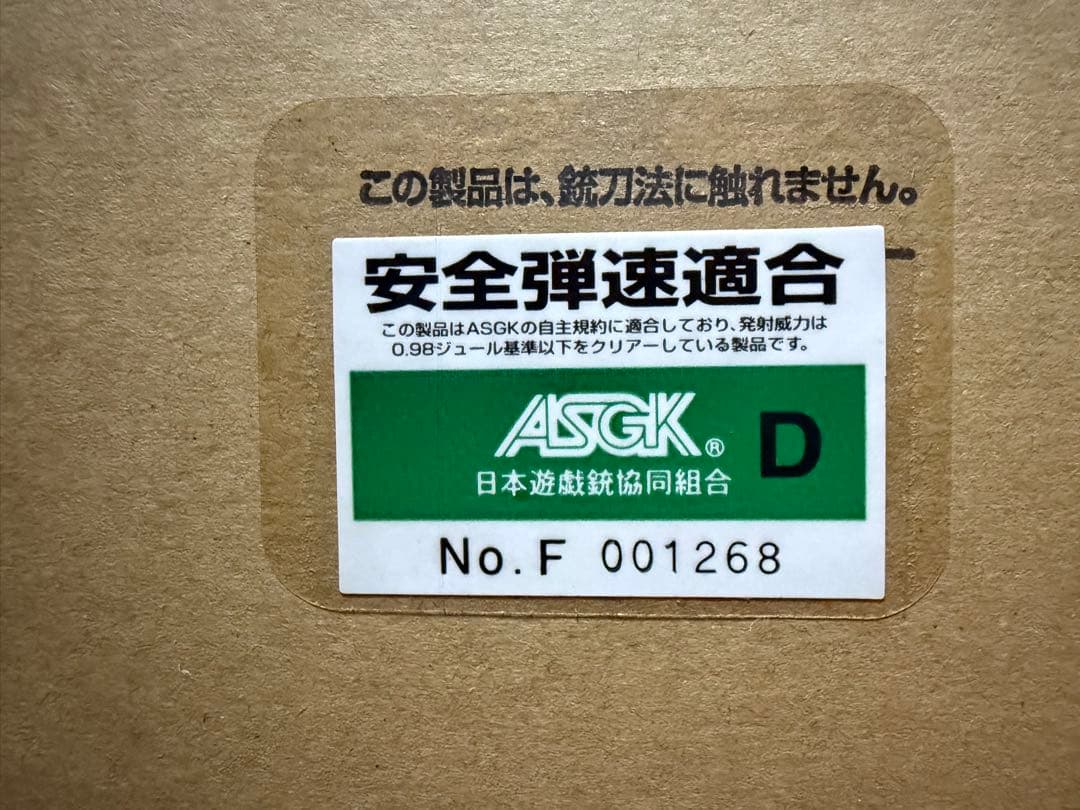 この製品は、銃刀法に触れません。
安全弾速適合
この製品はASGKの自主規約に適合しており、発射威力は
0.98ジュール基準以下をクリアーしている製品です。
ASGK® D
日本遊戯銃協同組合
No.F 001268